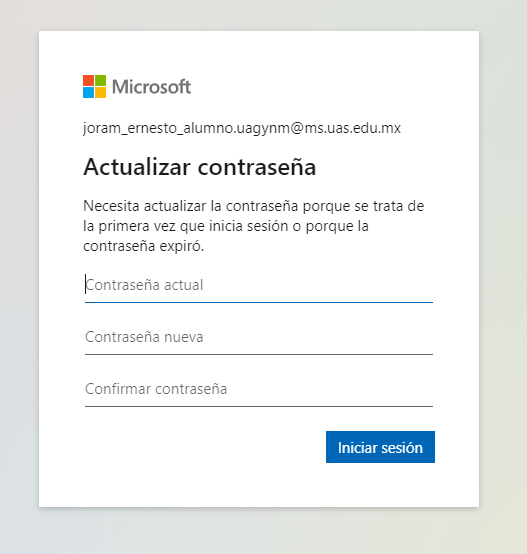 Microsoft
joram_ernesto_alumno.uagynm@ms.uas.edu.mx
Actualizar contraseña
Necesita actualizar la contraseña porque se trata de
la primera vez que inicia sesión o porque la
contraseña expiró.
Contraseña actual
Contraseña nueva
Confirmar contraseña
Iniciar sesión